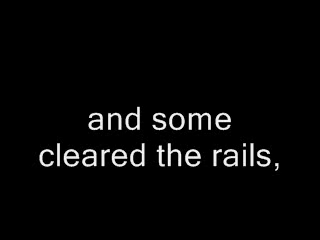 and some
cleared the rails,